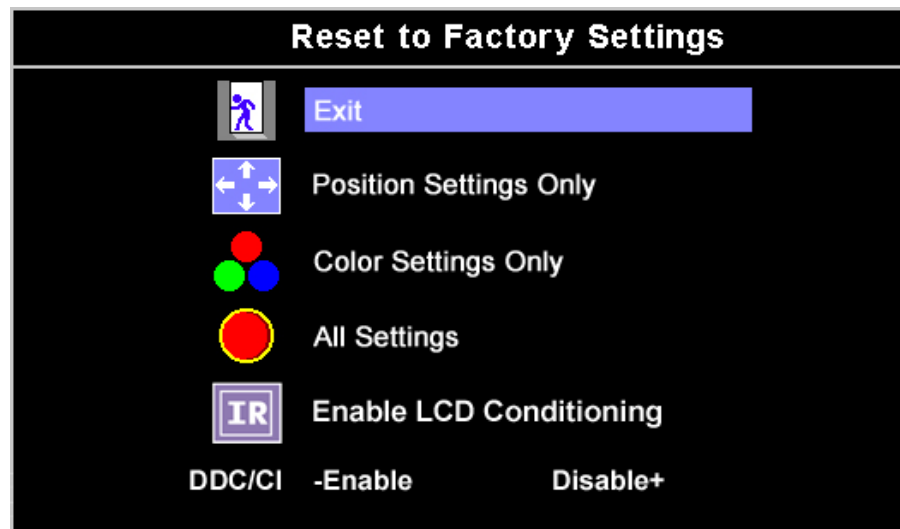 Reset to Factory Settings
Exit
Position Settings Only
Color Settings Only
All Settings
IR Enable LCD Conditioning
DDC/CI -Enable Disable+